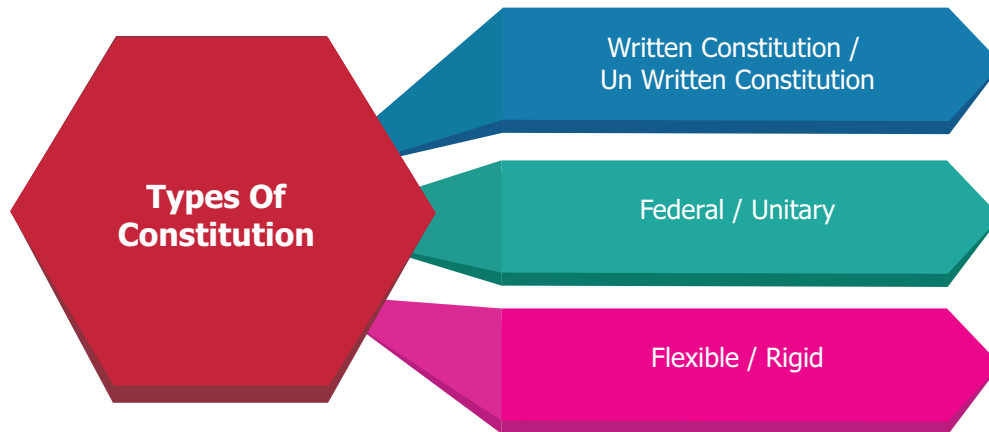 Types Of
Constitution
Written Constitution /
Un Written Constitution
Federal / Unitary
Flexible / Rigid